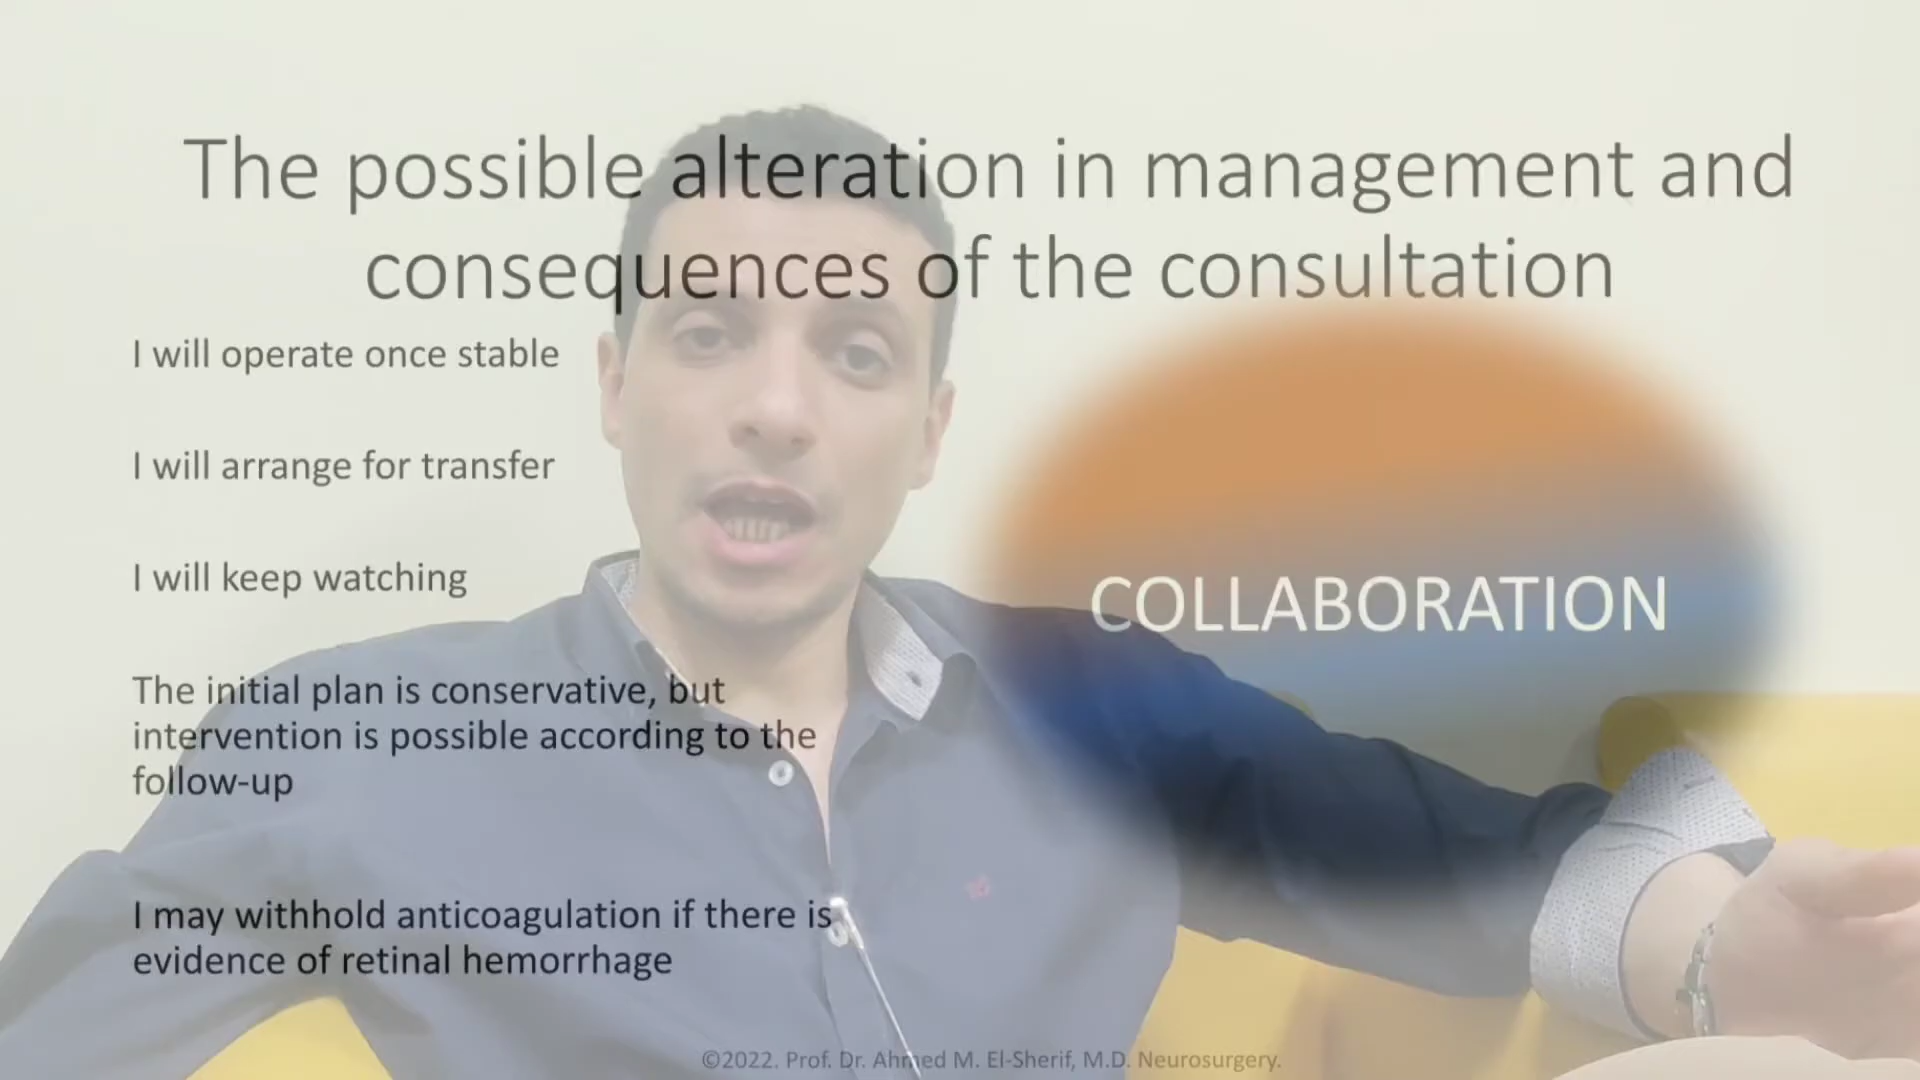 The possible alteration in management and
consequences of the consultation
I will operate once stable
I will arrange for transfer
I will keep watching
The initial plan is conservative, but
intervention is possible according to the
follow-up
I may withhold anticoagulation if there is
evidence of retinal hemorrhage
COLLABORATION
©2022. Prof. Dr. Ahmed M. El-Sherif, M.D. Neurosurgery.